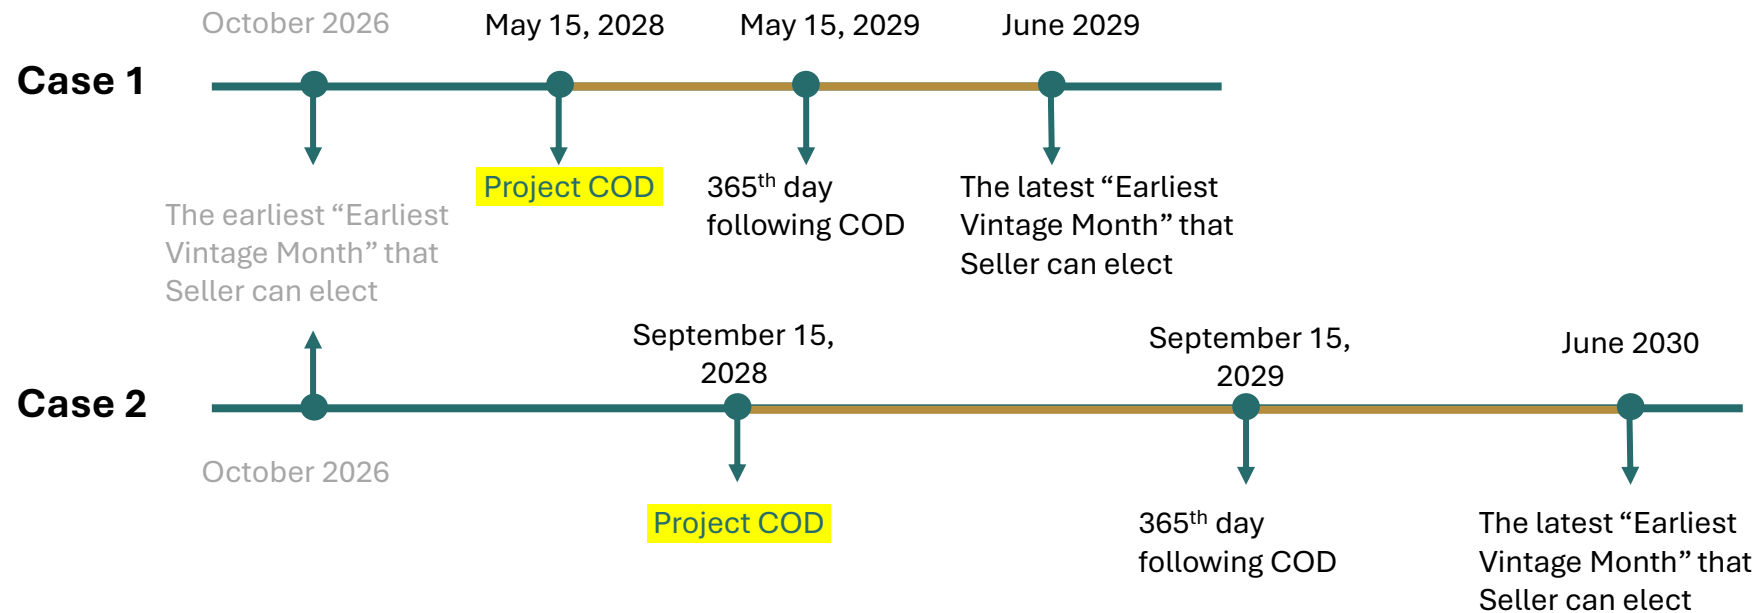 October 2026
May 15, 2028
May 15, 2029
June 2029
Case 1
Project COD
365th day
following COD
The latest “Earliest
Vintage Month” that
Seller can elect
The earliest “Earliest
Vintage Month” that
Seller can elect
September 15,
2028
September 15,
2029
June 2030
Case 2
October 2026
Project COD
365th day
following COD
The latest “Earliest
Vintage Month” that
Seller can elect